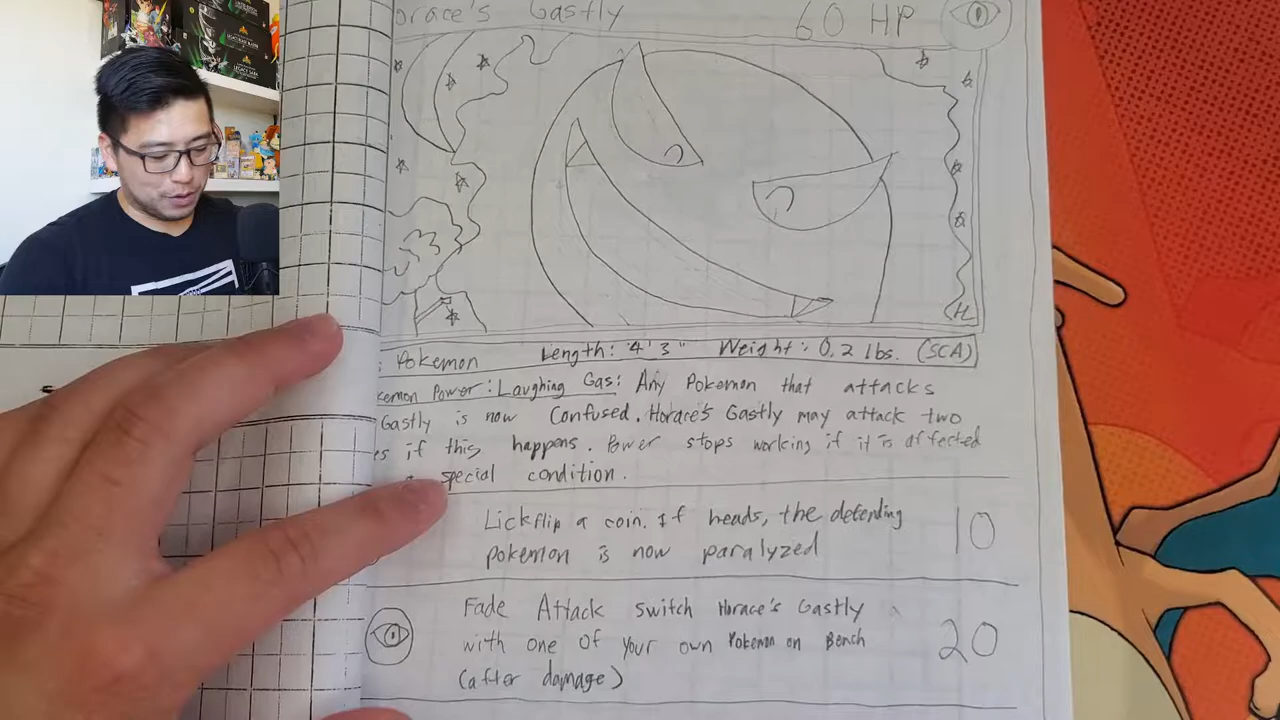 Horace's Gastly 60 HP
: Pokemon Length: 4'3" Weight: 0.2 lbs. (SCA)
kemon Power: Laughing Gas: Any Pokemon that attacks
Gastly is now Confused. Horace's Gastly may attack two
es if this happens. Power stops working if it is affected
special condition.
Lick flip a coin. If heads, the defending
pokemon is now paralyzed 10
Fade Attack switch Horace's Gastly
with one of your own Pokemon on Bench 20
(after damage)